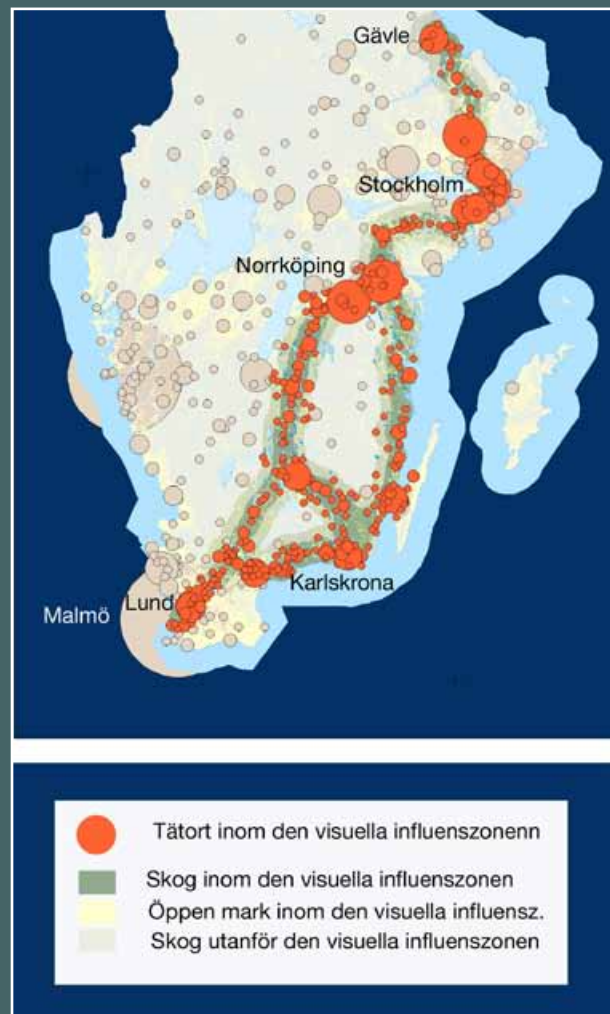 Gävle
Stockholm
Norrköping
Karlskrona
Lund
Malmö
Tätort inom den visuella influenszonenn
Skog inom den visuella influenszonen
Öppen mark inom den visuella influensz.
Skog utanför den visuella influenszonen